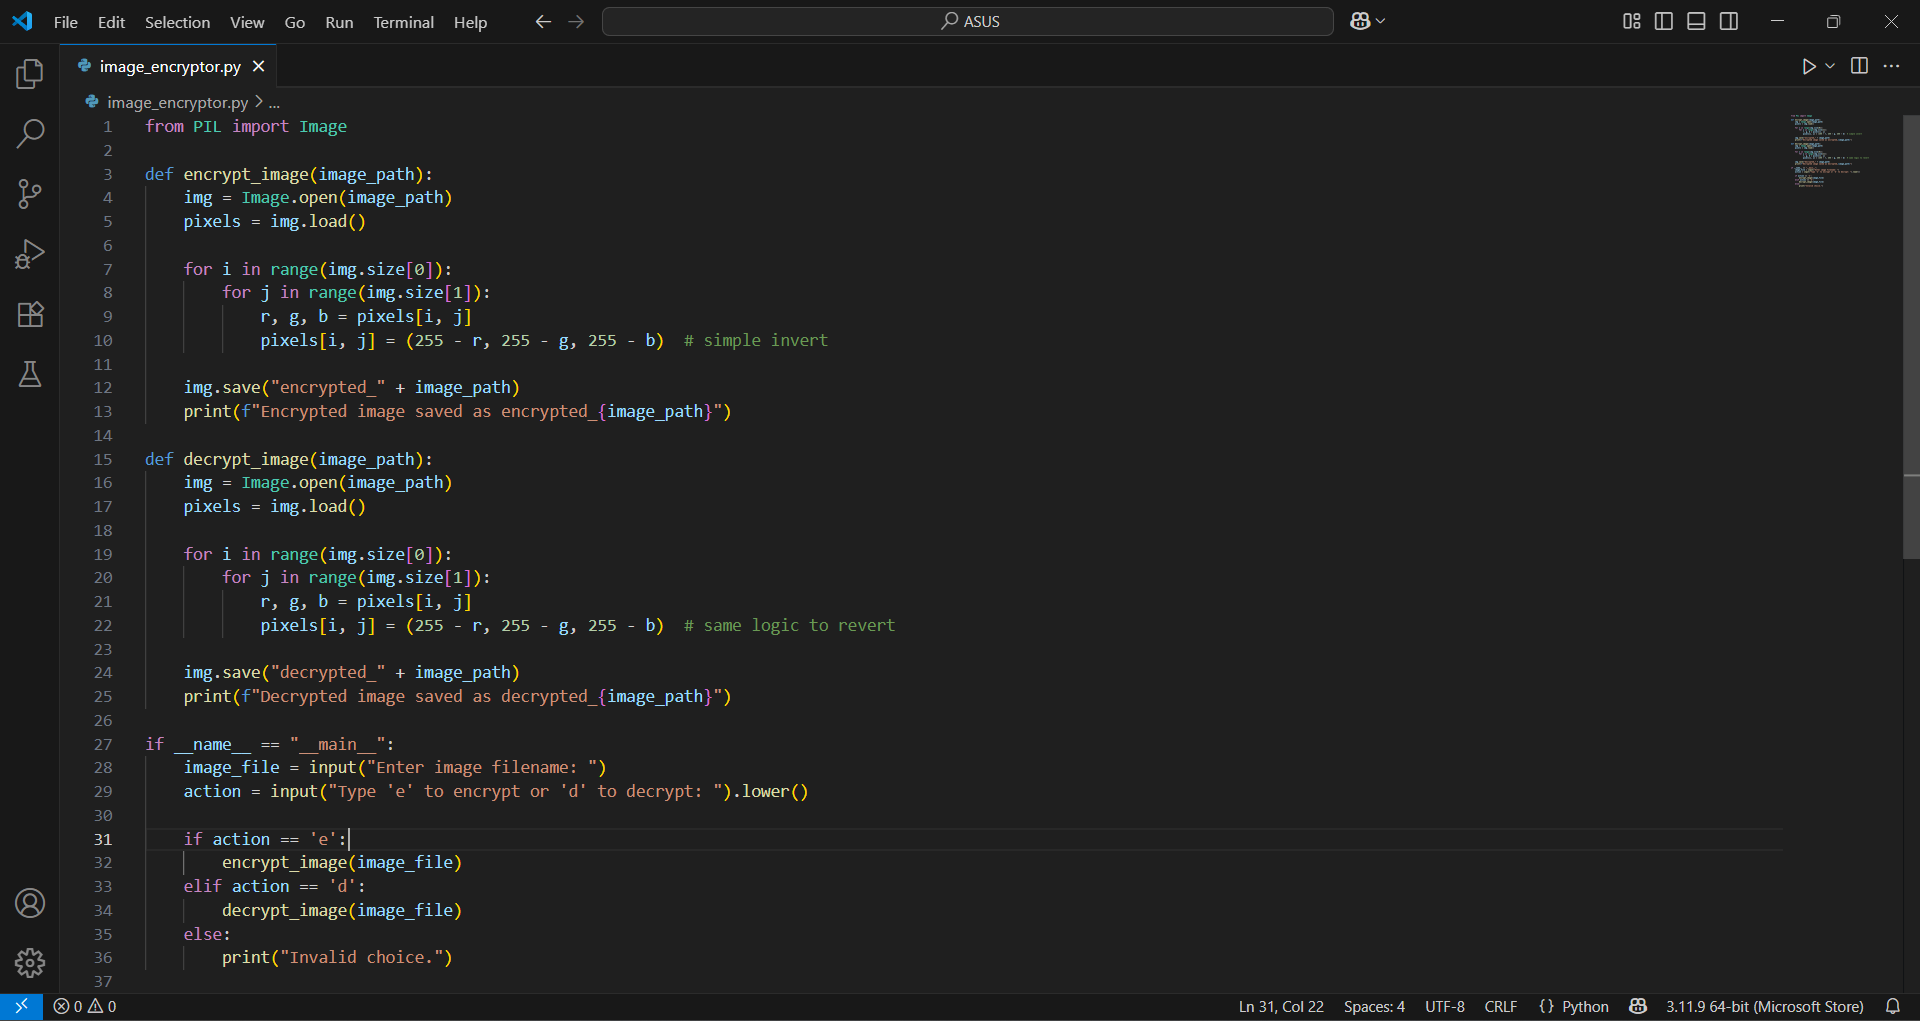 File Edit Selection View Go Run Terminal Help ASUS
image_encryptor.py
image_encryptor.py > ...
1 from PIL import Image
2
3 def encrypt_image(image_path):
4     img = Image.open(image_path)
5     pixels = img.load()
6
7     for i in range(img.size[0]):
8         for j in range(img.size[1]):
9             r, g, b = pixels[i, j]
10             pixels[i, j] = (255 - r, 255 - g, 255 - b)  # simple invert
11
12     img.save("encrypted_" + image_path)
13     print(f"Encrypted image saved as encrypted_{image_path}")
14
15 def decrypt_image(image_path):
16     img = Image.open(image_path)
17     pixels = img.load()
18
19     for i in range(img.size[0]):
20         for j in range(img.size[1]):
21             r, g, b = pixels[i, j]
22             pixels[i, j] = (255 - r, 255 - g, 255 - b)  # same logic to revert
23
24     img.save("decrypted_" + image_path)
25     print(f"Decrypted image saved as decrypted_{image_path}")
26
27 if __name__ == "__main__":
28     image_file = input("Enter image filename: ")
29     action = input("Type 'e' to encrypt or 'd' to decrypt: ").lower()
30
31     if action == 'e':
32         encrypt_image(image_file)
33     elif action == 'd':
34         decrypt_image(image_file)
35     else:
36         print("Invalid choice.")
37
0 0 Ln 31, Col 22 Spaces: 4 UTF-8 CRLF {} Python 3.11.9 64-bit (Microsoft Store)